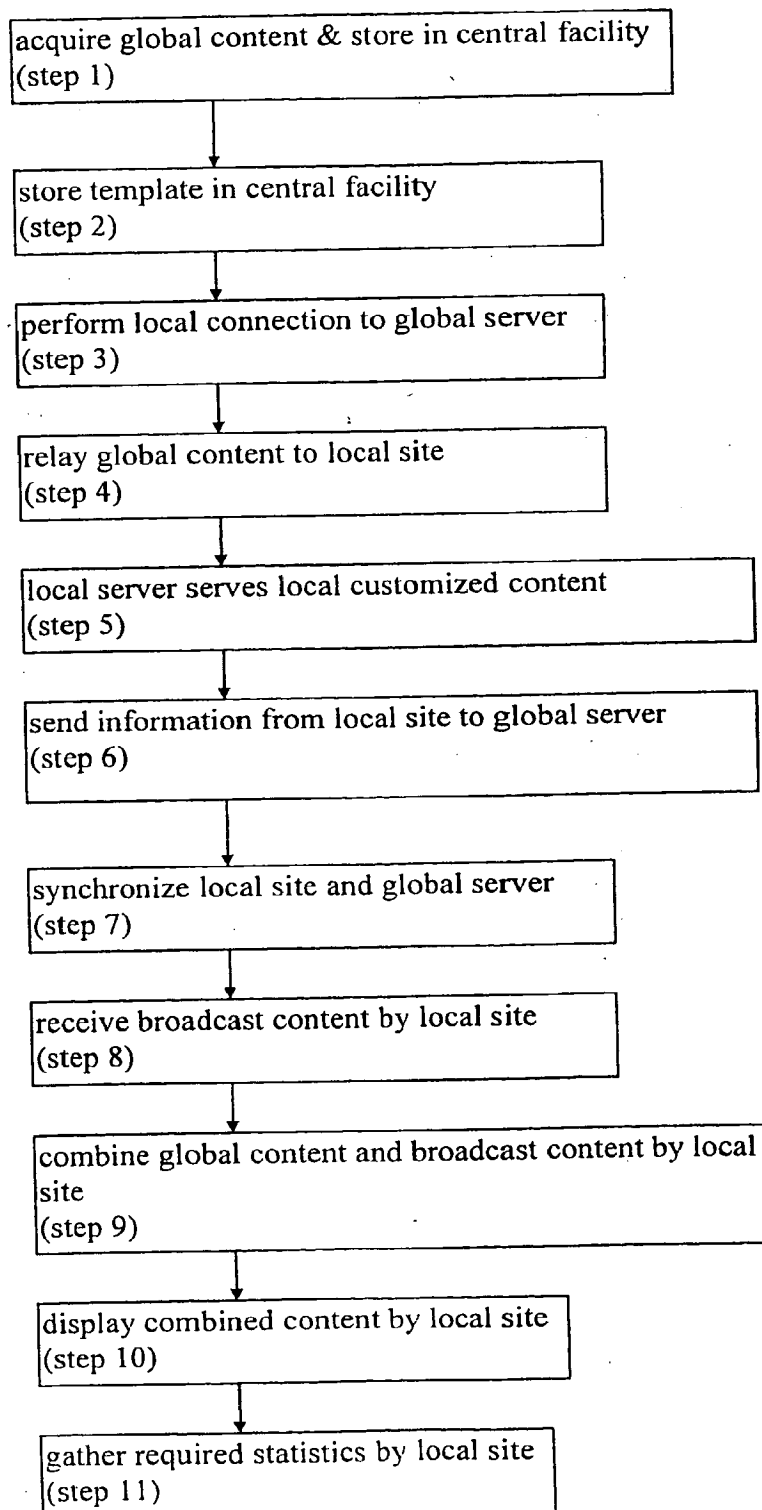 acquire global content & store in central facility
(step 1)
store template in central facility
(step 2)
perform local connection to global server
(step 3)
relay global content to local site
(step 4)
local server serves local customized content
(step 5)
send information from local site to global server
(step 6)
synchronize local site and global server
(step 7)
receive broadcast content by local site
(step 8)
combine global content and broadcast content by local
site
(step 9)
display combined content by local site
(step 10)
gather required statistics by local site
(step 11)